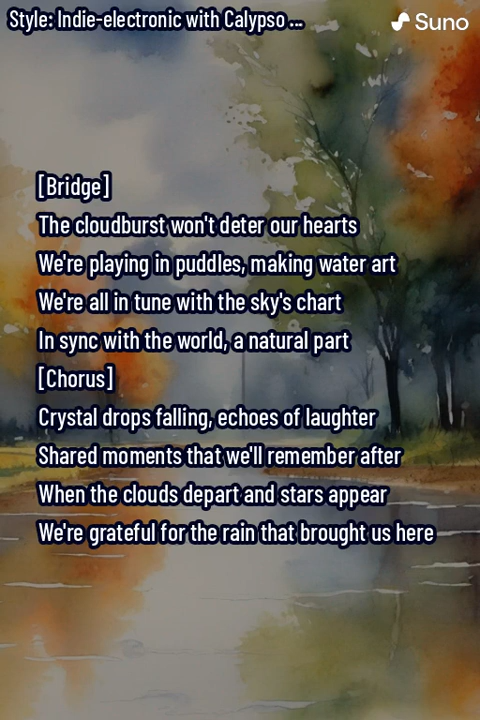 Style: Indie-electronic with Calypso ...
Suno
[Bridge]
The cloudburst won't deter our hearts
We're playing in puddles, making water art
We're all in tune with the sky's chart
In sync with the world, a natural part
[Chorus]
Crystal drops falling, echoes of laughter
Shared moments that we'll remember after
When the clouds depart and stars appear
We're grateful for the rain that brought us here